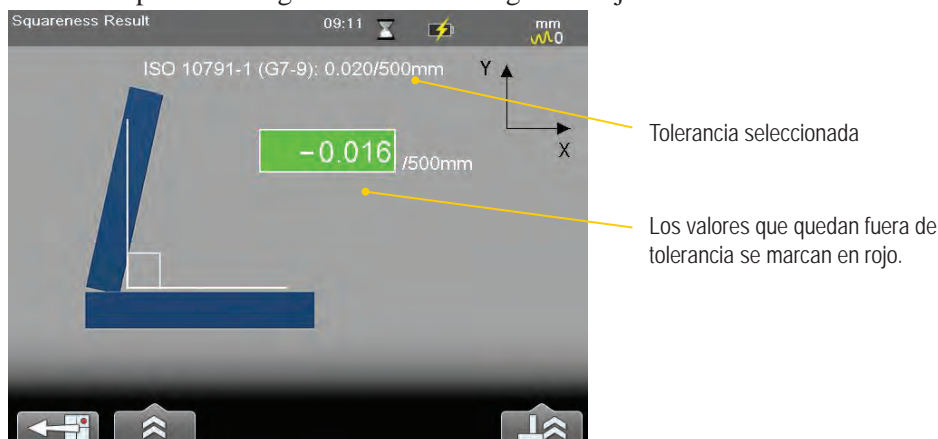 Squareness Result
09:11
mm
0
ISO 10791-1 (G7-9): 0.020/500mm
Y
X
-0.016 /500mm
Tolerancia seleccionada
Los valores que quedan fuera de
tolerancia se marcan en rojo.